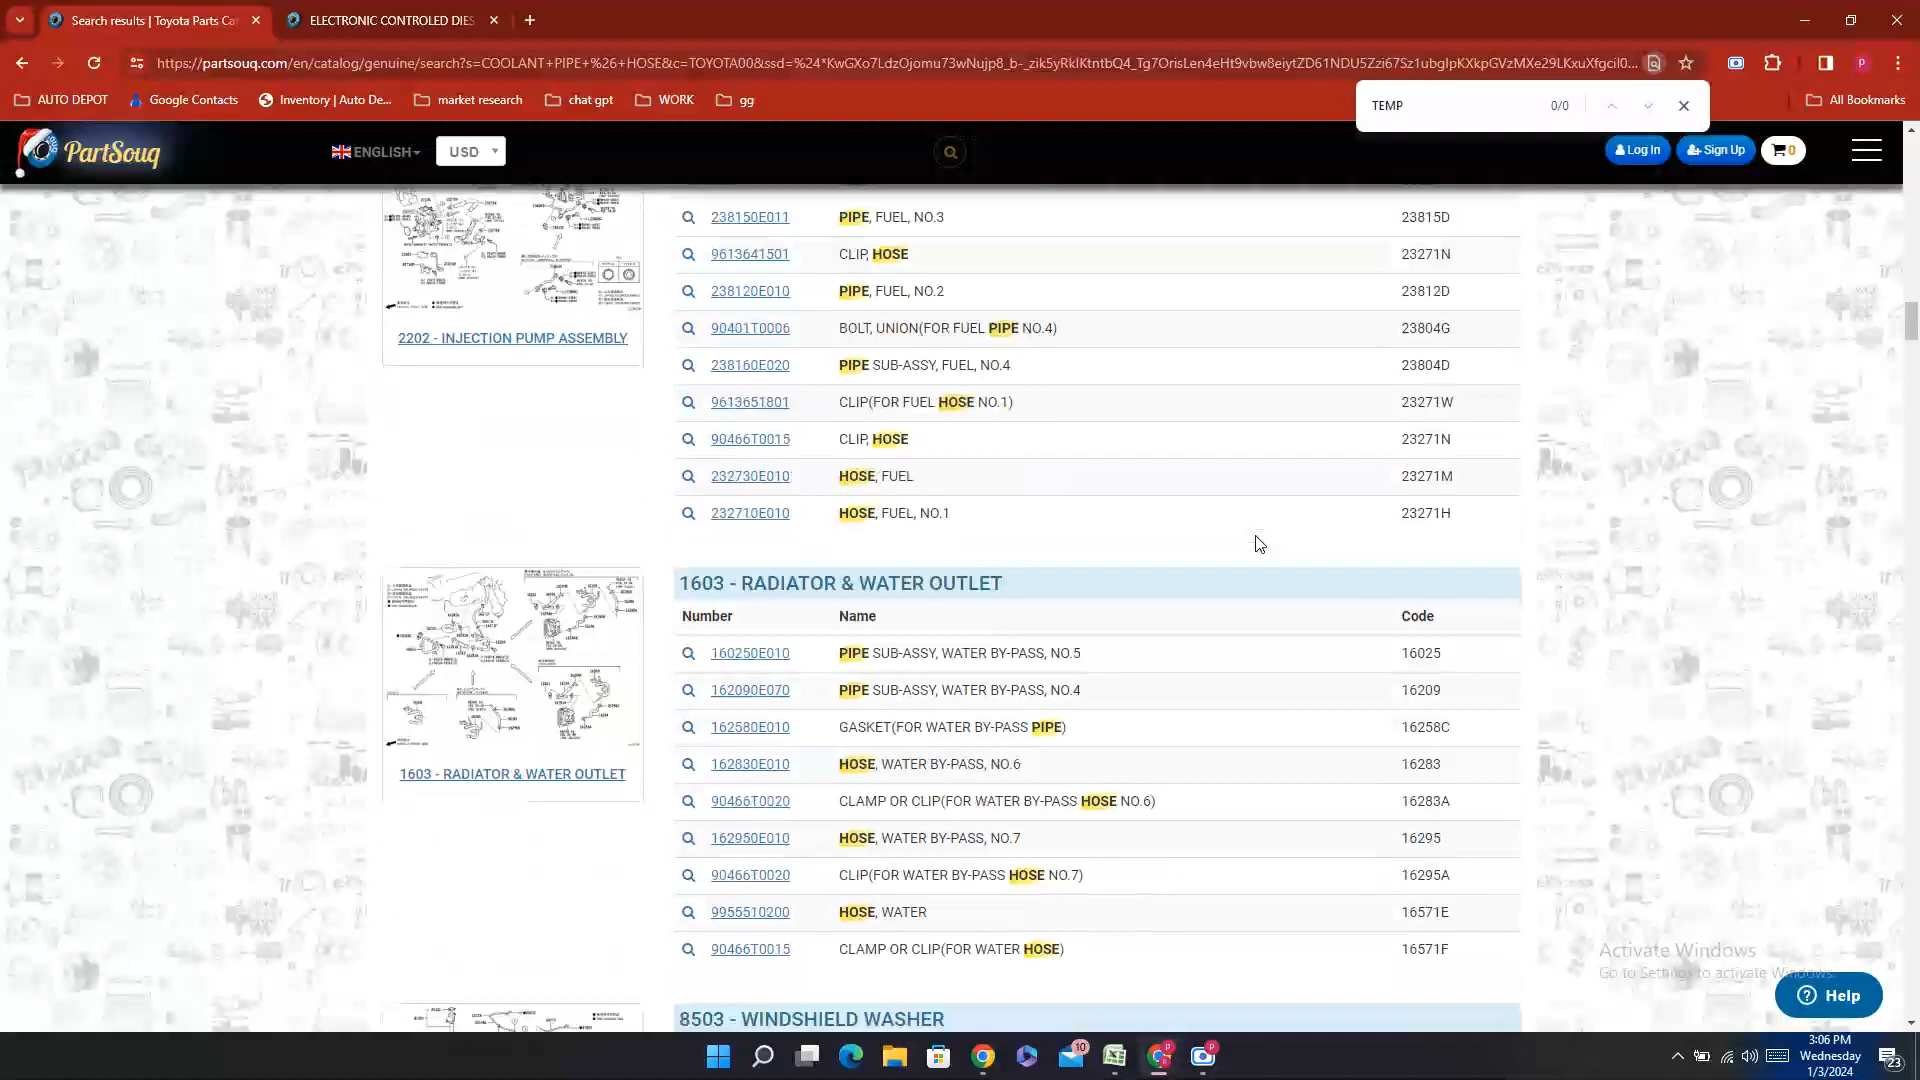 Search results | Toyota Parts Ca
ELECTRONIC CONTROLED DIES
https://partsouq.com/en/catalog/genuine/search?s=COOLANT+PIPE+%26+HOSE&c=TOYOTA00&ssd=%24*KwGXo7LdzOjomu73wNujp8_b-_zik5yRkIKtntbQ4_Tg7OrisLen4eHt9vbw8eiytZD61NDU5Zzi67Sz1ubgIpKXkpGVzMXe29LKxuXfgcil0...
AUTO DEPOT
Google Contacts
Inventory | Auto De...
market research
chat gpt
WORK
gg
All Bookmarks
TEMP 0/0
PartSouq
ENGLISH
USD
Log In
Sign Up
0
238150E011 PIPE, FUEL, NO.3 23815D
9613641501 CLIP, HOSE 23271N
238120E010 PIPE, FUEL, NO.2 23812D
90401T0006 BOLT, UNION(FOR FUEL PIPE NO.4) 23804G
238160E020 PIPE SUB-ASSY, FUEL, NO.4 23804D
9613651801 CLIP(FOR FUEL HOSE NO.1) 23271W
90466T0015 CLIP, HOSE 23271N
232730E010 HOSE, FUEL 23271M
232710E010 HOSE, FUEL, NO.1 23271H
2202 - INJECTION PUMP ASSEMBLY
1603 - RADIATOR & WATER OUTLET
Number Name Code
160250E010 PIPE SUB-ASSY, WATER BY-PASS, NO.5 16025
162090E070 PIPE SUB-ASSY, WATER BY-PASS, NO.4 16209
162580E010 GASKET(FOR WATER BY-PASS PIPE) 16258C
162830E010 HOSE, WATER BY-PASS, NO.6 16283
90466T0020 CLAMP OR CLIP(FOR WATER BY-PASS HOSE NO.6) 16283A
162950E010 HOSE, WATER BY-PASS, NO.7 16295
90466T0020 CLIP(FOR WATER BY-PASS HOSE NO.7) 16295A
9955510200 HOSE, WATER 16571E
90466T0015 CLAMP OR CLIP(FOR WATER HOSE) 16571F
1603 - RADIATOR & WATER OUTLET
8503 - WINDSHIELD WASHER
Activate Windows
Go to Settings to activate Windows.
Help
10
3:06 PM
Wednesday
1/3/2024
23